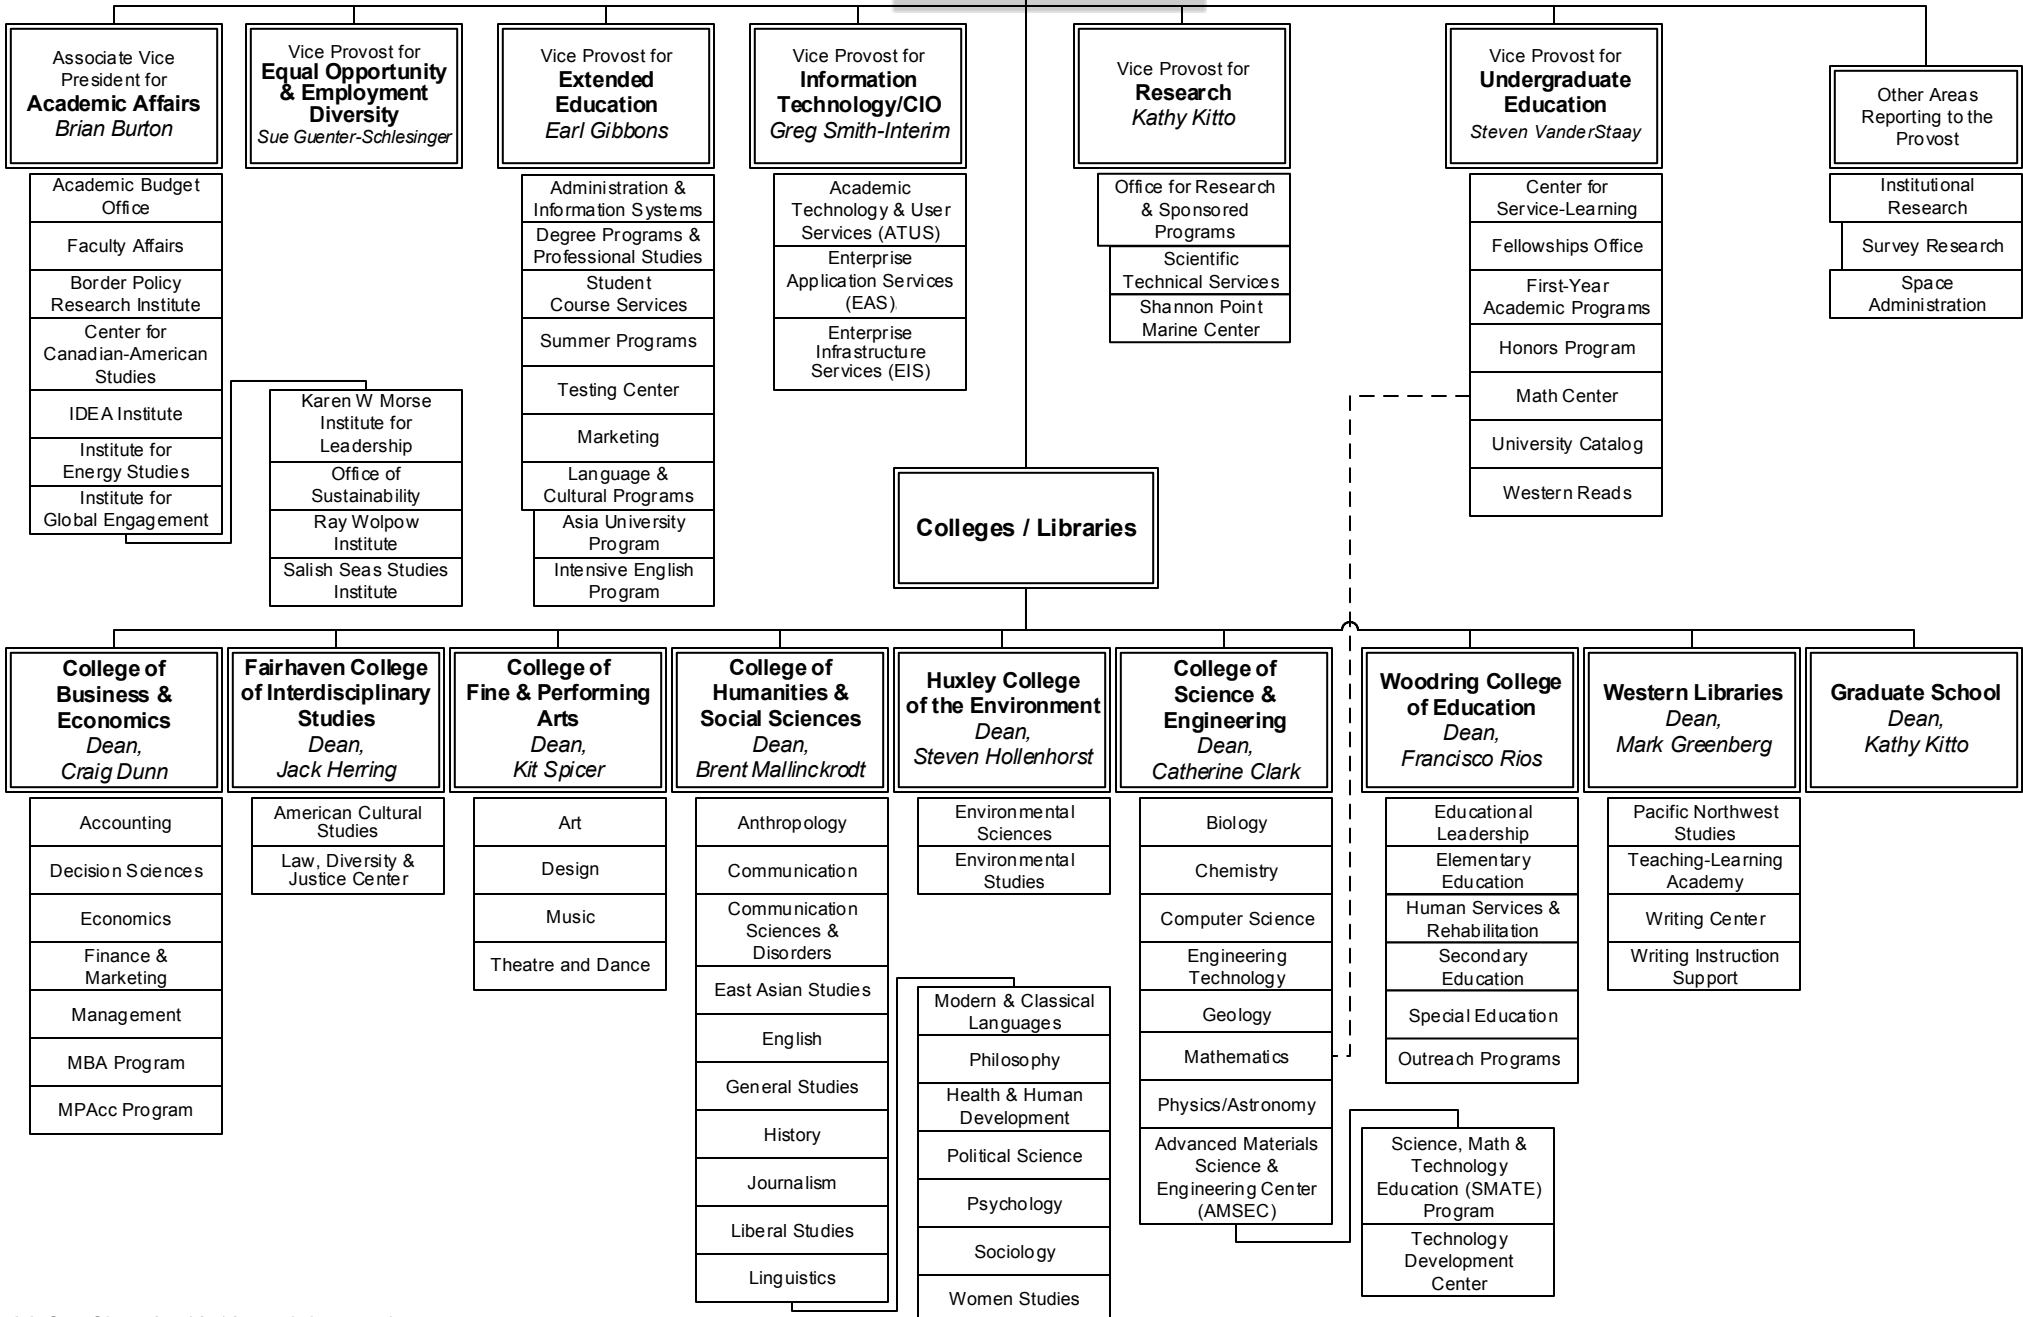 Associate Vice
President for
Academic Affairs
Brian Burton
Vice Provost for
Equal Opportunity
& Employment
Diversity
Sue Guenter-Schlesinger
Vice Provost for
Extended
Education
Earl Gibbons
Vice Provost for
Information
Technology/CIO
Greg Smith-Interim
Vice Provost for
Research
Kathy Kitto
Vice Provost for
Undergraduate
Education
Steven VanderStaay
Other Areas
Reporting to the
Provost
Academic Budget
Office
Faculty Affairs
Border Policy
Research Institute
Center for
Canadian-American
Studies
IDEA Institute
Institute for
Energy Studies
Institute for
Global Engagement
Karen W Morse
Institute for
Leadership
Office of
Sustainability
Ray Wolpow
Institute
Salish Seas Studies
Institute
Administration &
Information Systems
Degree Programs &
Professional Studies
Student
Course Services
Summer Programs
Testing Center
Marketing
Language &
Cultural Programs
Asia University
Program
Intensive English
Program
Academic
Technology & User
Services (ATUS)
Enterprise
Application Services
(EAS)
Enterprise
Infrastructure
Services (EIS)
Office for Research
& Sponsored
Programs
Scientific
Technical Services
Shannon Point
Marine Center
Center for
Service-Learning
Fellowships Office
First-Year
Academic Programs
Honors Program
Math Center
University Catalog
Western Reads
Institutional
Research
Survey Research
Space
Administration
Colleges / Libraries
College of
Business &
Economics
Dean,
Craig Dunn
Fairhaven College
of Interdisciplinary
Studies
Dean,
Jack Herring
College of
Fine & Performing
Arts
Dean,
Kit Spicer
College of
Humanities &
Social Sciences
Dean,
Brent Mallinckrodt
Huxley College
of the Environment
Dean,
Steven Hollenhorst
College of
Science &
Engineering
Dean,
Catherine Clark
Woodring College
of Education
Dean,
Francisco Rios
Western Libraries
Dean,
Mark Greenberg
Graduate School
Dean,
Kathy Kitto
Accounting
Decision Sciences
Economics
Finance &
Marketing
Management
MBA Program
MPAcc Program
American Cultural
Studies
Law, Diversity &
Justice Center
Art
Design
Music
Theatre and Dance
Anthropology
Communication
Communication
Sciences &
Disorders
East Asian Studies
English
General Studies
History
Journalism
Liberal Studies
Linguistics
Modern & Classical
Languages
Philosophy
Health & Human
Development
Political Science
Psychology
Sociology
Women Studies
Environmental
Sciences
Environmental
Studies
Biology
Chemistry
Computer Science
Engineering
Technology
Geology
Mathematics
Physics/Astronomy
Advanced Materials
Science &
Engineering Center
(AMSEC)
Science, Math &
Technology
Education (SMATE)
Program
Technology
Development
Center
Educational
Leadership
Elementary
Education
Human Services &
Rehabilitation
Secondary
Education
Special Education
Outreach Programs
Pacific Northwest
Studies
Teaching-Learning
Academy
Writing Center
Writing Instruction
Support